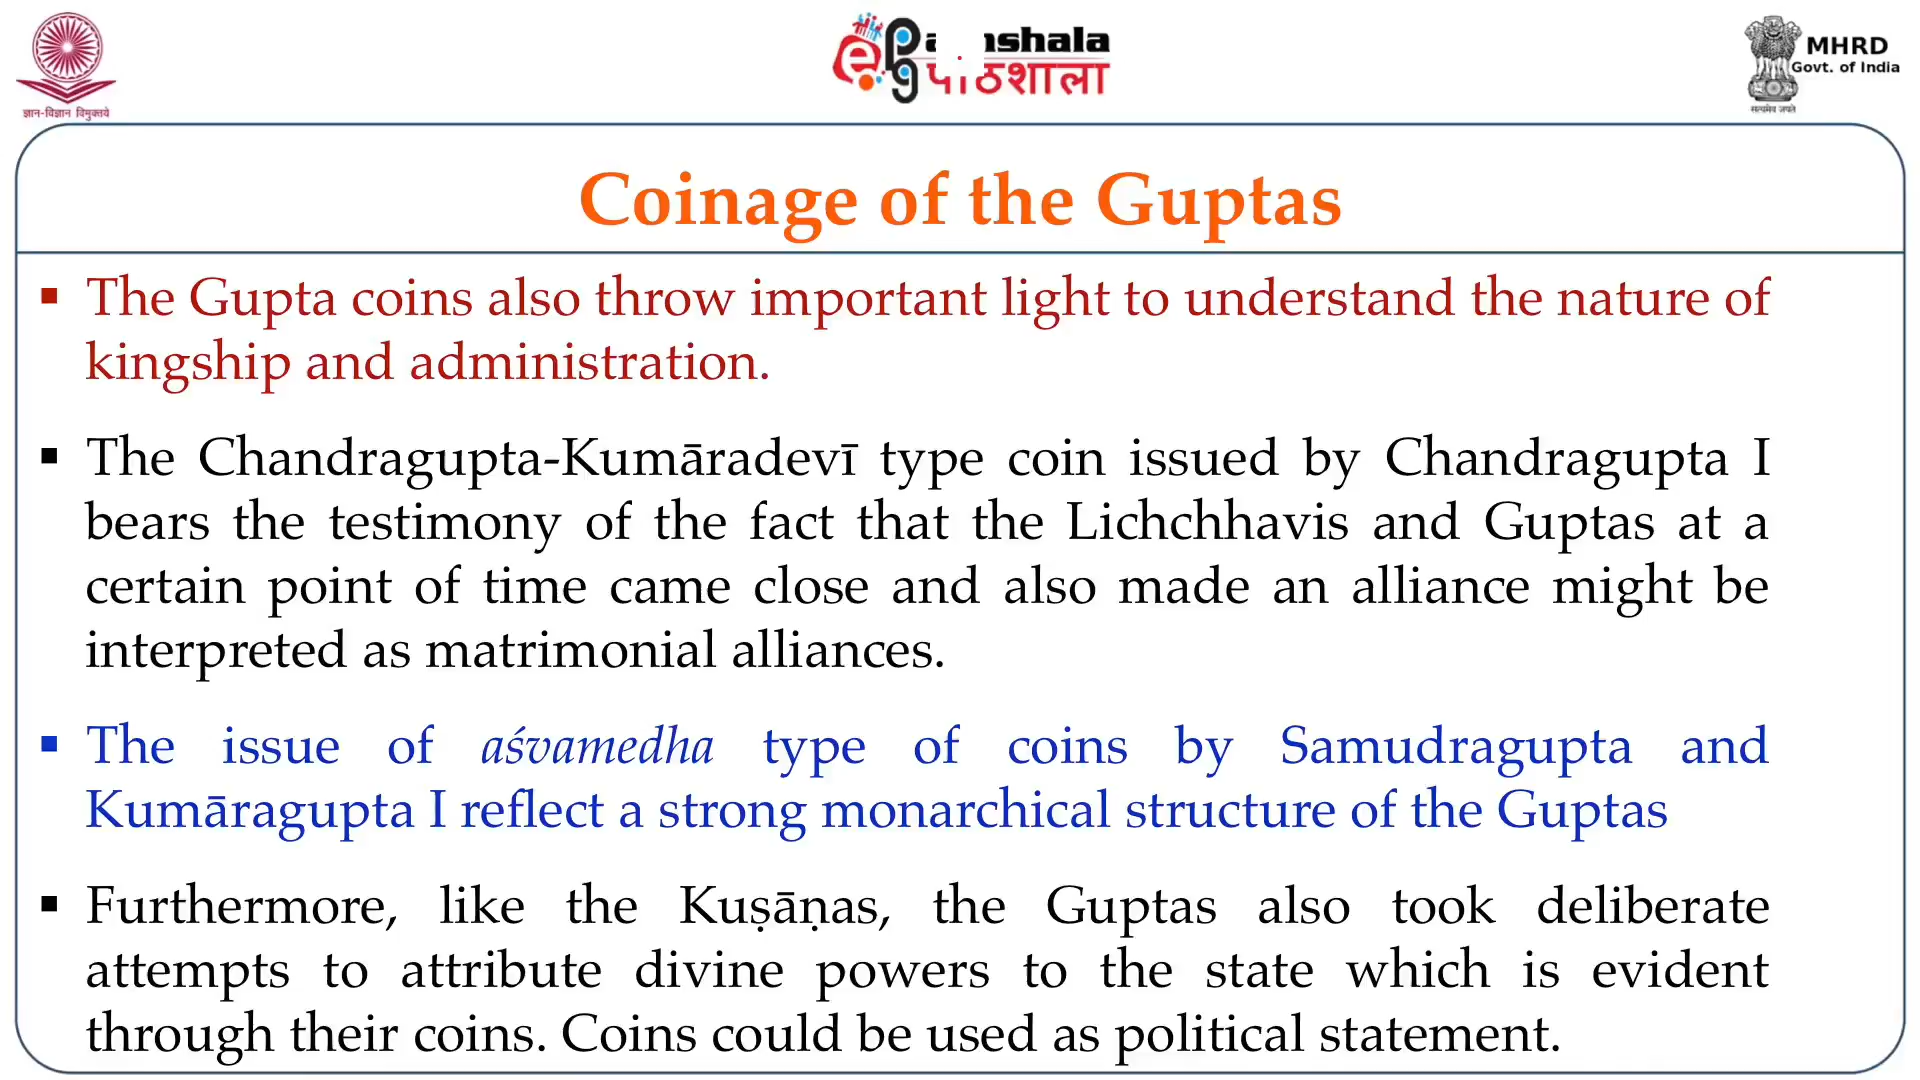 ज्ञान-विज्ञान विमुक्तये
पाठशाला
MHRD
Govt. of India
सत्यमेव जयते
Coinage of the Guptas
▪ The Gupta coins also throw important light to understand the nature of
kingship and administration.
▪ The Chandragupta-Kumāradevī type coin issued by Chandragupta I
bears the testimony of the fact that the Lichchhavis and Guptas at a
certain point of time came close and also made an alliance might be
interpreted as matrimonial alliances.
▪ The issue of aśvamedha type of coins by Samudragupta and
Kumāragupta I reflect a strong monarchical structure of the Guptas
▪ Furthermore, like the Kuṣāṇas, the Guptas also took deliberate
attempts to attribute divine powers to the state which is evident
through their coins. Coins could be used as political statement.